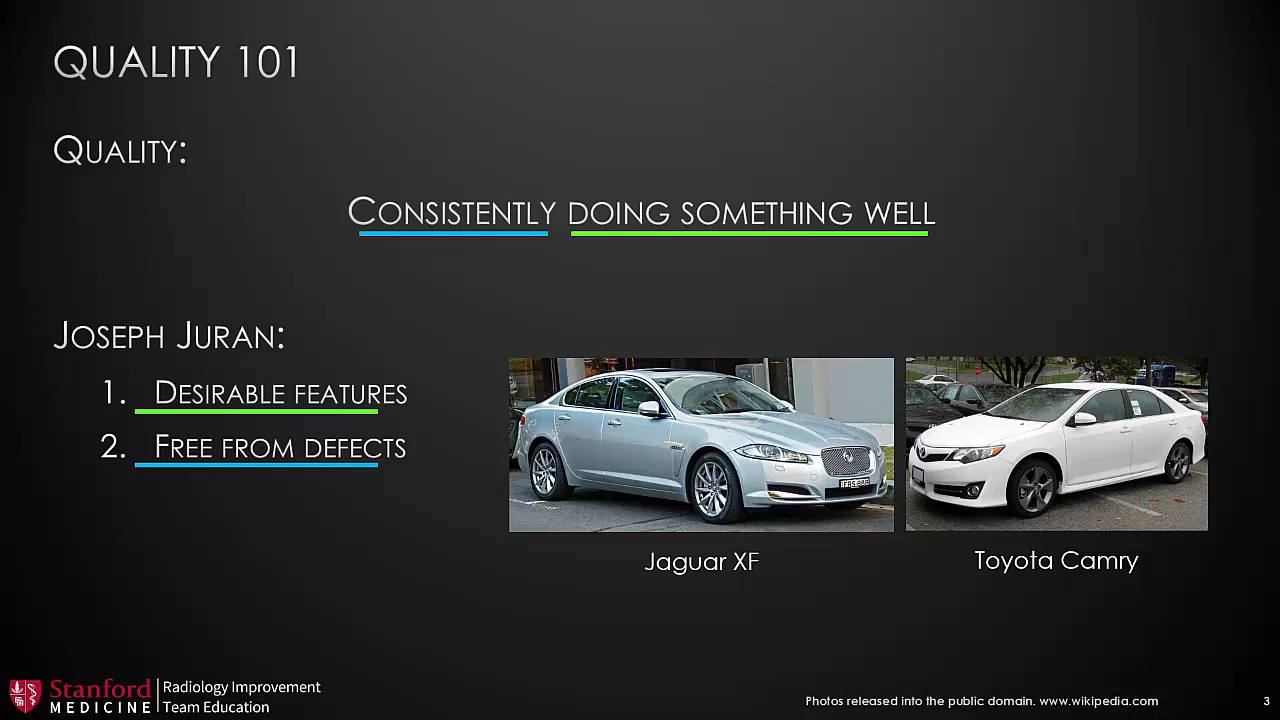 QUALITY 101
QUALITY:
CONSISTENTLY DOING SOMETHING WELL
JOSEPH JURAN:
1. DESIRABLE FEATURES
2. FREE FROM DEFECTS
Jaguar XF
Toyota Camry
Stanford
MEDICINE
Radiology Improvement
Team Education
Photos released into the public domain. www.wikipedia.com
3